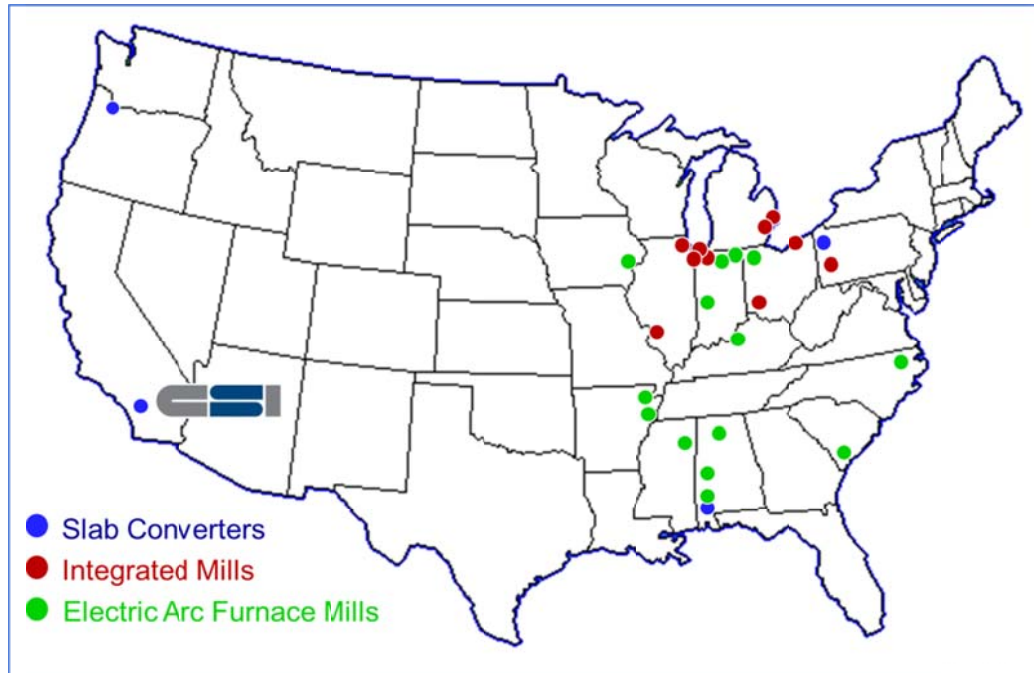 CSI
Slab Converters
Integrated Mills
Electric Arc Furnace Mills